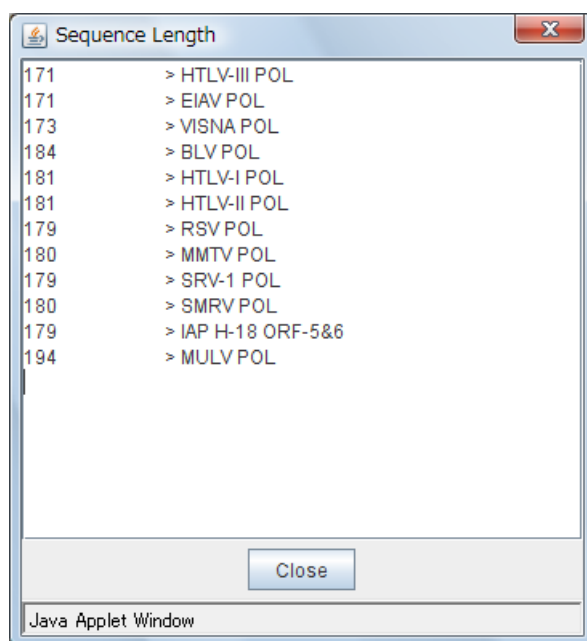 Sequence Length
171 > HTLV-III POL
171 > EIAV POL
173 > VISNA POL
184 > BLV POL
181 > HTLV-I POL
181 > HTLV-II POL
179 > RSV POL
180 > MMTV POL
179 > SRV-1 POL
180 > SMRV POL
179 > IAP H-18 ORF-5&6
194 > MULV POL
Close
Java Applet Window